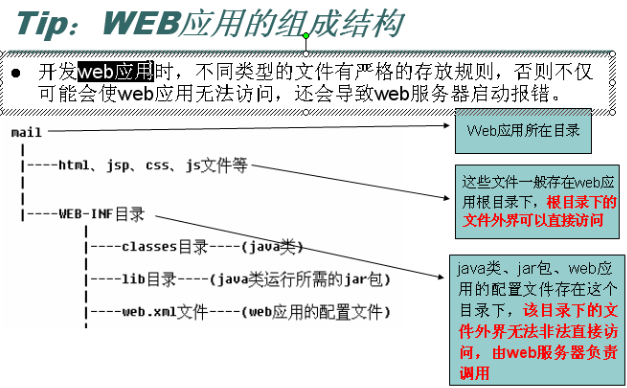 Tip：WEB应用的组成结构
● 开发web应用时，不同类型的文件有严格的存放规则，否则不仅
可能会使web应用无法访问，还会导致web服务器启动报错。
mail
Web应用所在目录
|----html、jsp、css、js文件等
这些文件一般存在web应
用根目录下，根目录下的
文件外界可以直接访问
|----WEB-INF目录
|----classes目录----(java类)
|----lib目录----(java类运行所需的jar包)
|----web.xml文件----(web应用的配置文件)
java类、jar包、web应
用的配置文件存在这个
目录下，该目录下的文
件外界无法非法直接访
问，由web服务器负责
调用